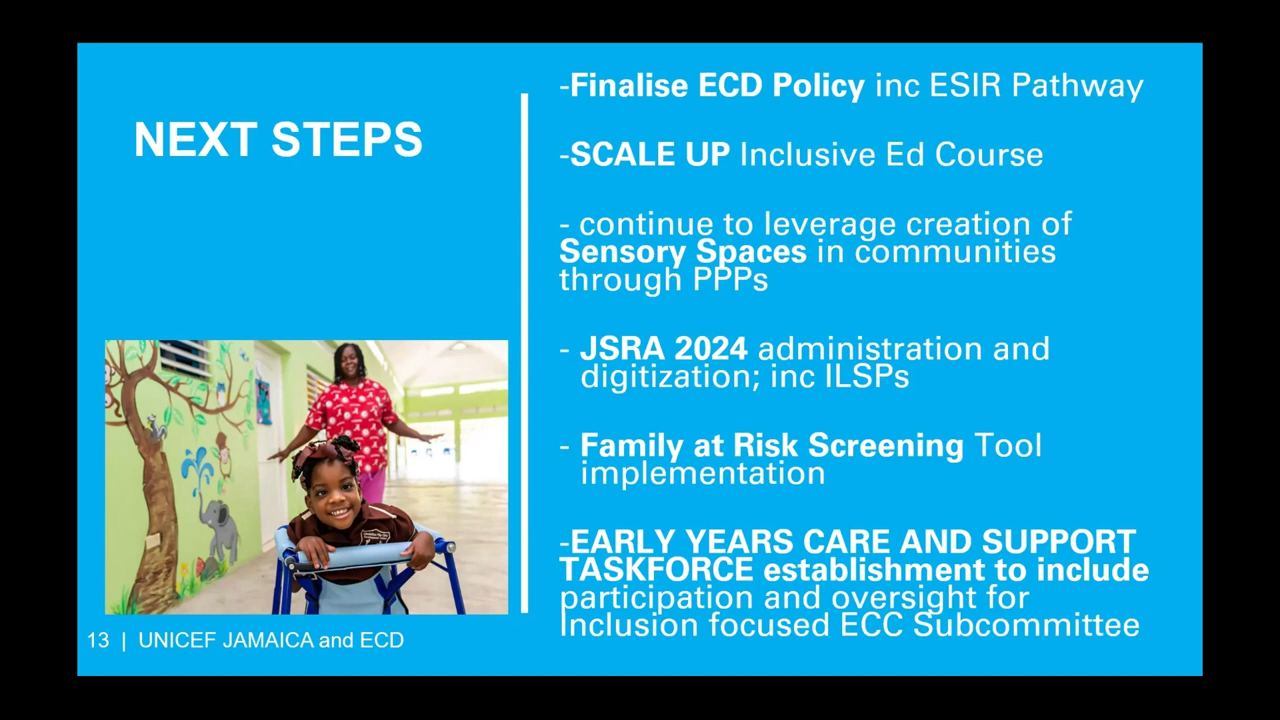 NEXT STEPS
-Finalise ECD Policy inc ESIR Pathway
-SCALE UP Inclusive Ed Course
- continue to leverage creation of
Sensory Spaces in communities
through PPPs
- JSRA 2024 administration and
digitization; inc ILSPs
- Family at Risk Screening Tool
implementation
-EARLY YEARS CARE AND SUPPORT
TASKFORCE establishment to include
participation and oversight for
Inclusion focused ECC Subcommittee
13 | UNICEF JAMAICA and ECD